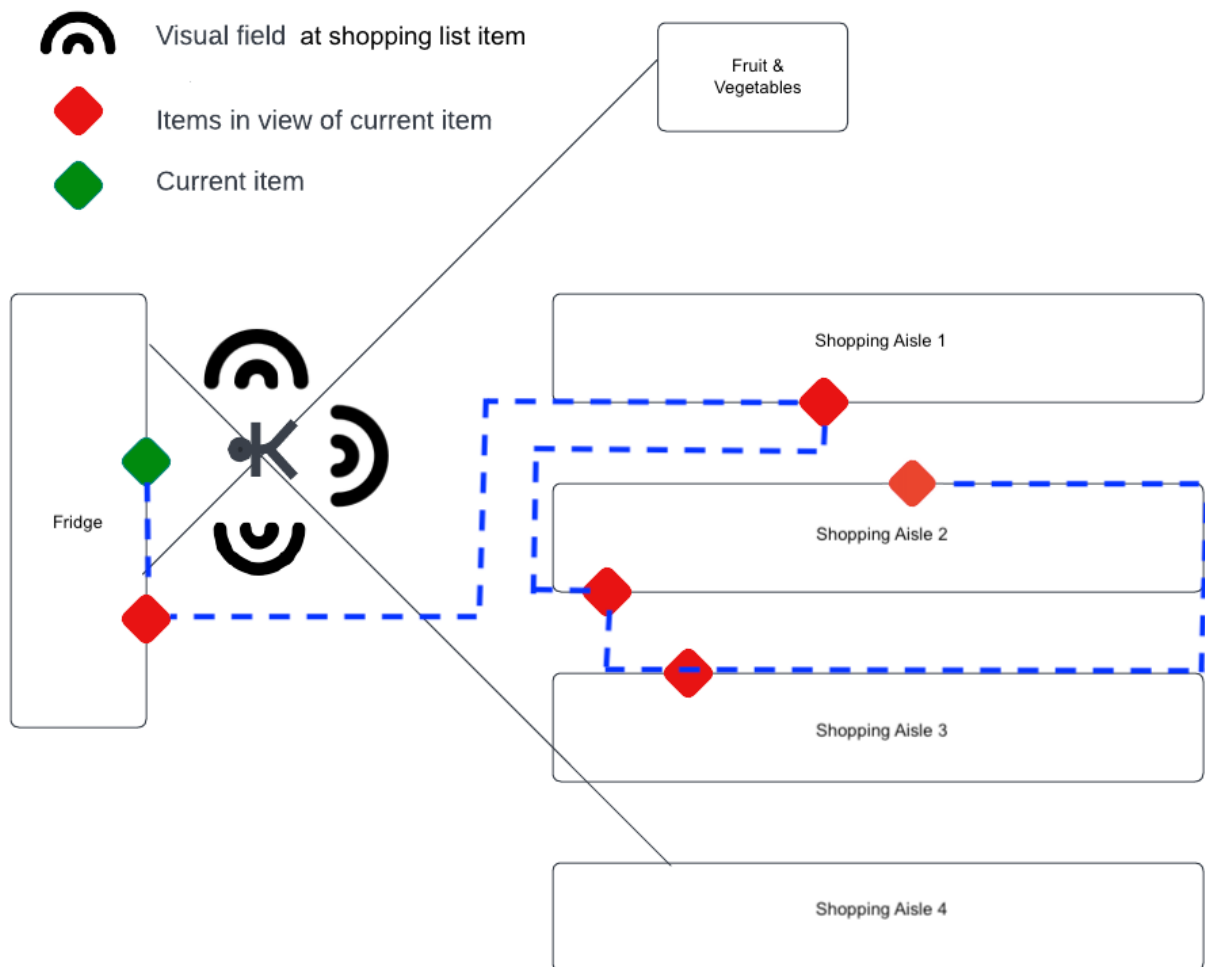 Visual field at shopping list item
Items in view of current item
Current item
Fruit &
Vegetables
Shopping Aisle 1
Fridge
Shopping Aisle 2
Shopping Aisle 3
Shopping Aisle 4